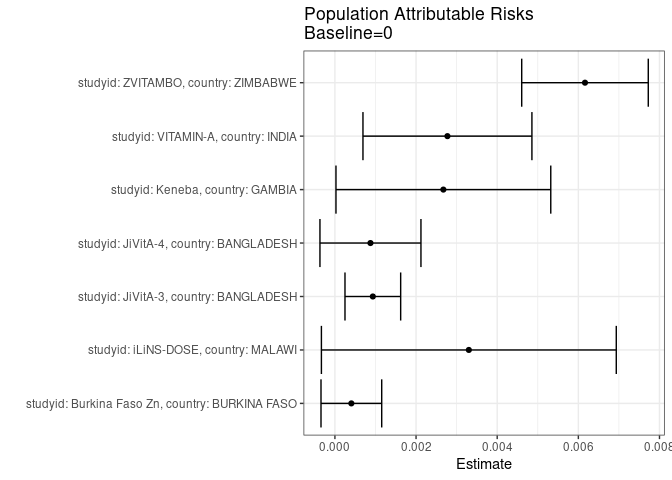 Population Attributable Risks
Baseline=0
studyid: ZVITAMBO, country: ZIMBABWE
studyid: VITAMIN-A, country: INDIA
studyid: Keneba, country: GAMBIA
studyid: JiVitA-4, country: BANGLADESH
studyid: JiVitA-3, country: BANGLADESH
studyid: iLiNS-DOSE, country: MALAWI
studyid: Burkina Faso Zn, country: BURKINA FASO
0.000 0.002 0.004 0.006 0.008
Estimate